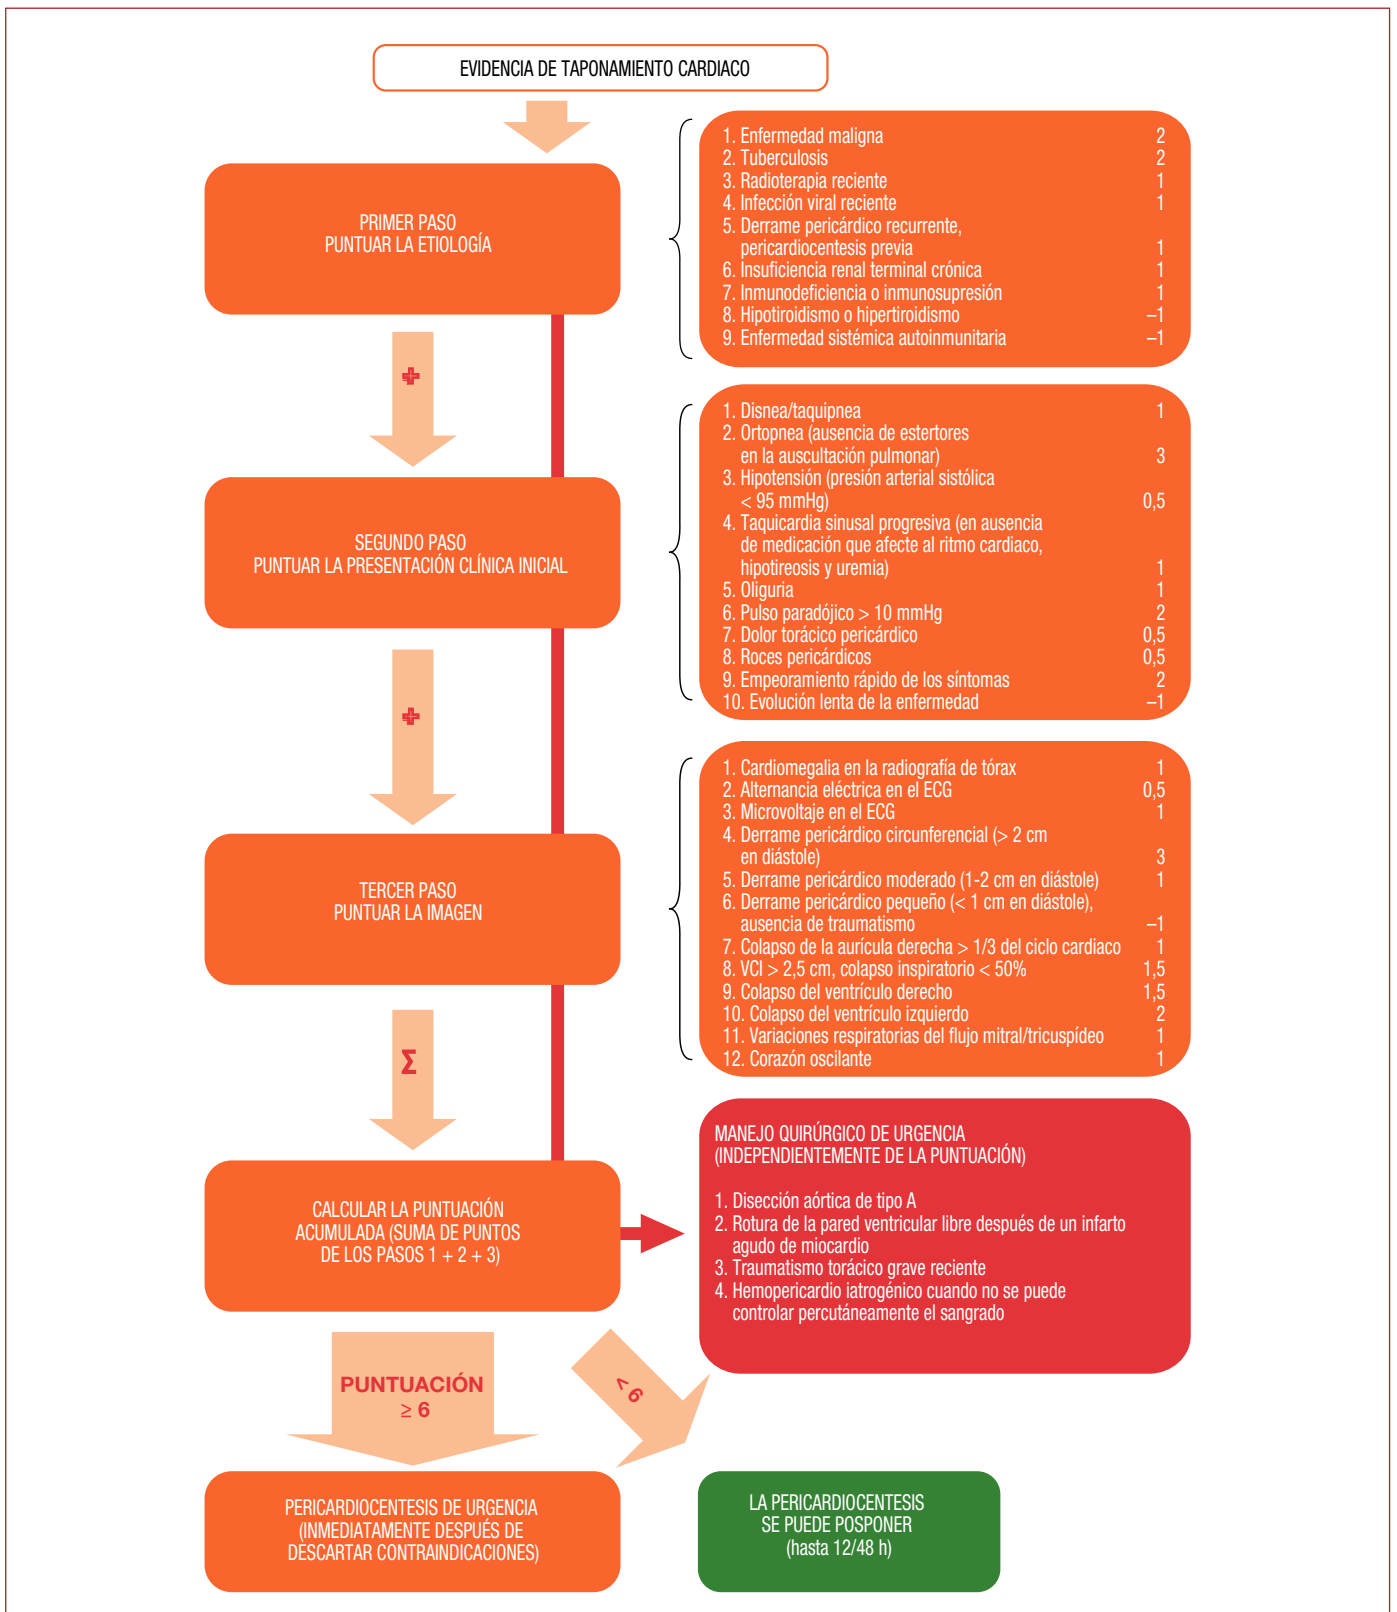 EVIDENCIA DE TAPONAMIENTO CARDIACO
PRIMER PASO
PUNTUAR LA ETIOLOGÍA
1. Enfermedad maligna 2
2. Tuberculosis 2
3. Radioterapia reciente 1
4. Infección viral reciente 1
5. Derrame pericárdico recurrente,
pericardiocentesis previa 1
6. Insuficiencia renal terminal crónica 1
7. Inmunodeficiencia o inmunosupresión 1
8. Hipotiroidismo o hipertiroidismo –1
9. Enfermedad sistémica autoinmunitaria –1
+
SEGUNDO PASO
PUNTUAR LA PRESENTACIÓN CLÍNICA INICIAL
1. Disnea/taquipnea 1
2. Ortopnea (ausencia de estertores
en la auscultación pulmonar) 3
3. Hipotensión (presión arterial sistólica
< 95 mmHg) 0,5
4. Taquicardia sinusal progresiva (en ausencia
de medicación que afecte al ritmo cardiaco,
hipotireosis y uremia) 1
5. Oliguria 1
6. Pulso paradójico > 10 mmHg 2
7. Dolor torácico pericárdico 0,5
8. Roces pericárdicos 0,5
9. Empeoramiento rápido de los síntomas 2
10. Evolución lenta de la enfermedad –1
+
TERCER PASO
PUNTUAR LA IMAGEN
1. Cardiomegalia en la radiografía de tórax 1
2. Alternancia eléctrica en el ECG 0,5
3. Microvoltaje en el ECG 1
4. Derrame pericárdico circunferencial (> 2 cm
en diástole) 3
5. Derrame pericárdico moderado (1-2 cm en diástole) 1
6. Derrame pericárdico pequeño (< 1 cm en diástole),
ausencia de traumatismo –1
7. Colapso de la aurícula derecha > 1/3 del ciclo cardiaco 1
8. VCI > 2,5 cm, colapso inspiratorio < 50% 1,5
9. Colapso del ventrículo derecho 1,5
10. Colapso del ventrículo izquierdo 2
11. Variaciones respiratorias del flujo mitral/tricuspídeo 1
12. Corazón oscilante 1
Σ
CALCULAR LA PUNTUACIÓN
ACUMULADA (SUMA DE PUNTOS
DE LOS PASOS 1 + 2 + 3)
MANEJO QUIRÚRGICO DE URGENCIA
(INDEPENDIENTEMENTE DE LA PUNTUACIÓN)
1. Disección aórtica de tipo A
2. Rotura de la pared ventricular libre después de un infarto
agudo de miocardio
3. Traumatismo torácico grave reciente
4. Hemopericardio iatrogénico cuando no se puede
controlar percutáneamente el sangrado
PUNTUACIÓN
≥ 6
< 6
PERICARDIOCENTESIS DE URGENCIA
(INMEDIATAMENTE DESPUÉS DE
DESCARTAR CONTRAINDICACIONES)
LA PERICARDIOCENTESIS
SE PUEDE POSPONER
(hasta 12/48 h)